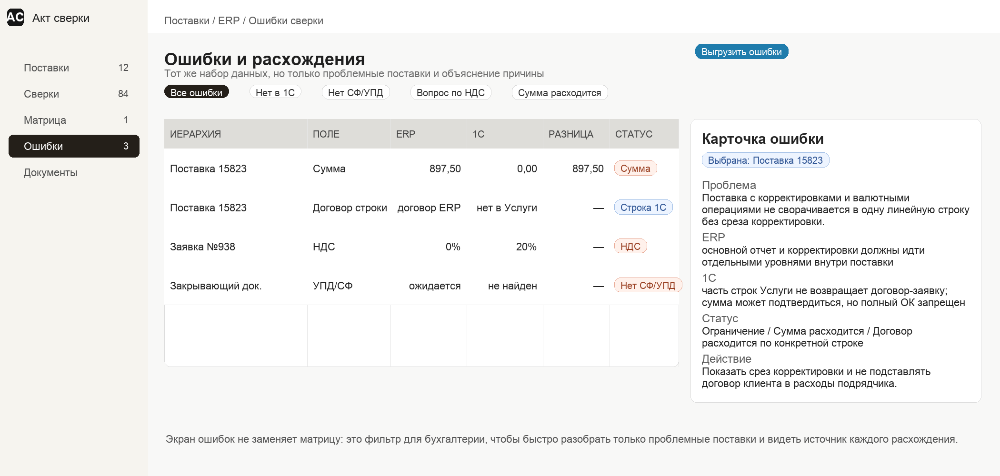 АС Акт сверки
Поставки 12
Сверки 84
Матрица 1
Ошибки 3
Документы
Поставки / ERP / Ошибки сверки
Ошибки и расхождения
Тот же набор данных, но только проблемные поставки и объяснение причины
Выгрузить ошибки
Все ошибки Нет в 1С Нет СФ/УПД Вопрос по НДС Сумма расходится
ИЕРАРХИЯ ПОЛЕ ERP 1С РАЗНИЦА СТАТУС
Поставка 15823 Сумма 897,50 0,00 897,50 Сумма
Поставка 15823 Договор строки договор ERP нет в Услуги — Строка 1С
Заявка №938 НДС 0% 20% — НДС
Закрывающий док. УПД/СФ ожидается не найден — Нет СФ/УПД
Карточка ошибки
Выбрана: Поставка 15823
Проблема
Поставка с корректировками и валютными
операциями не сворачивается в одну линейную строку
без среза корректировки.
ERP
основной отчет и корректировки должны идти
отдельными уровнями внутри поставки
1С
часть строк Услуги не возвращает договор-заявку;
сумма может подтвердиться, но полный ОК запрещен
Статус
Ограничение / Сумма расходится / Договор
расходится по конкретной строке
Действие
Показать срез корректировки и не подставлять
договор клиента в расходы подрядчика.
Экран ошибок не заменяет матрицу: это фильтр для бухгалтерии, чтобы быстро разобрать только проблемные поставки и видеть источник каждого расхождения.